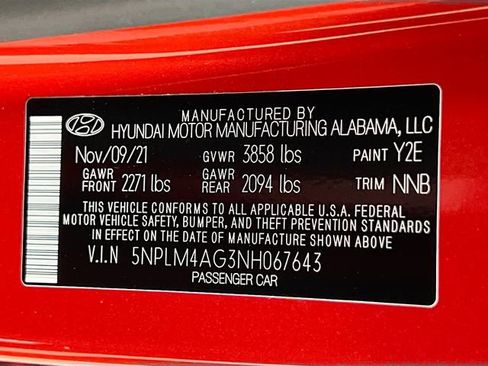 MANUFACTURED BY
HYUNDAI MOTOR MANUFACTURING ALABAMA, LLC
Nov/09/21 GVWR 3858 lbs PAINT Y2E
GAWR FRONT 2271 lbs GAWR REAR 2094 lbs TRIM NNB
THIS VEHICLE CONFORMS TO ALL APPLICABLE U.S.A. FEDERAL
MOTOR VEHICLE SAFETY, BUMPER, AND THEFT PREVENTION STANDARDS
IN EFFECT ON THE DATE OF MANUFACTURE SHOWN ABOVE
V.I.N 5NPLM4AG3NH067643
PASSENGER CAR